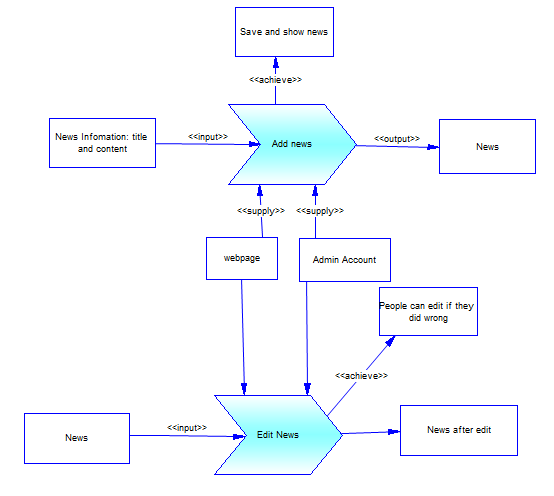 Save and show news
<<achieve>>
News Infomation: title
and content
<<input>>
Add news
<<output>>
News
<<supply>>
<<supply>>
webpage
Admin Account
People can edit if they
did wrong
<<achieve>>
News
<<input>>
Edit News
News after edit